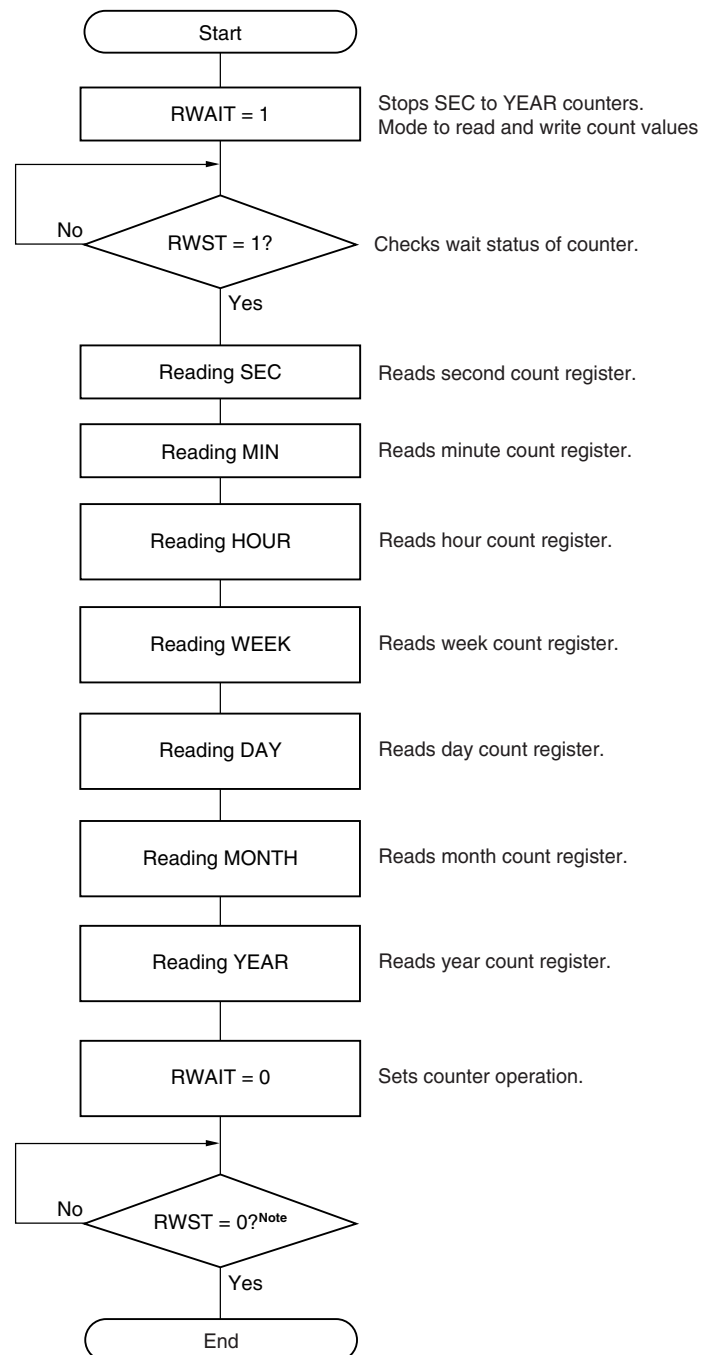 Start
RWAIT = 1
Stops SEC to YEAR counters.
Mode to read and write count values
No
RWST = 1?
Checks wait status of counter.
Yes
Reading SEC
Reads second count register.
Reading MIN
Reads minute count register.
Reading HOUR
Reads hour count register.
Reading WEEK
Reads week count register.
Reading DAY
Reads day count register.
Reading MONTH
Reads month count register.
Reading YEAR
Reads year count register.
RWAIT = 0
Sets counter operation.
No
RWST = 0?Note
Yes
End